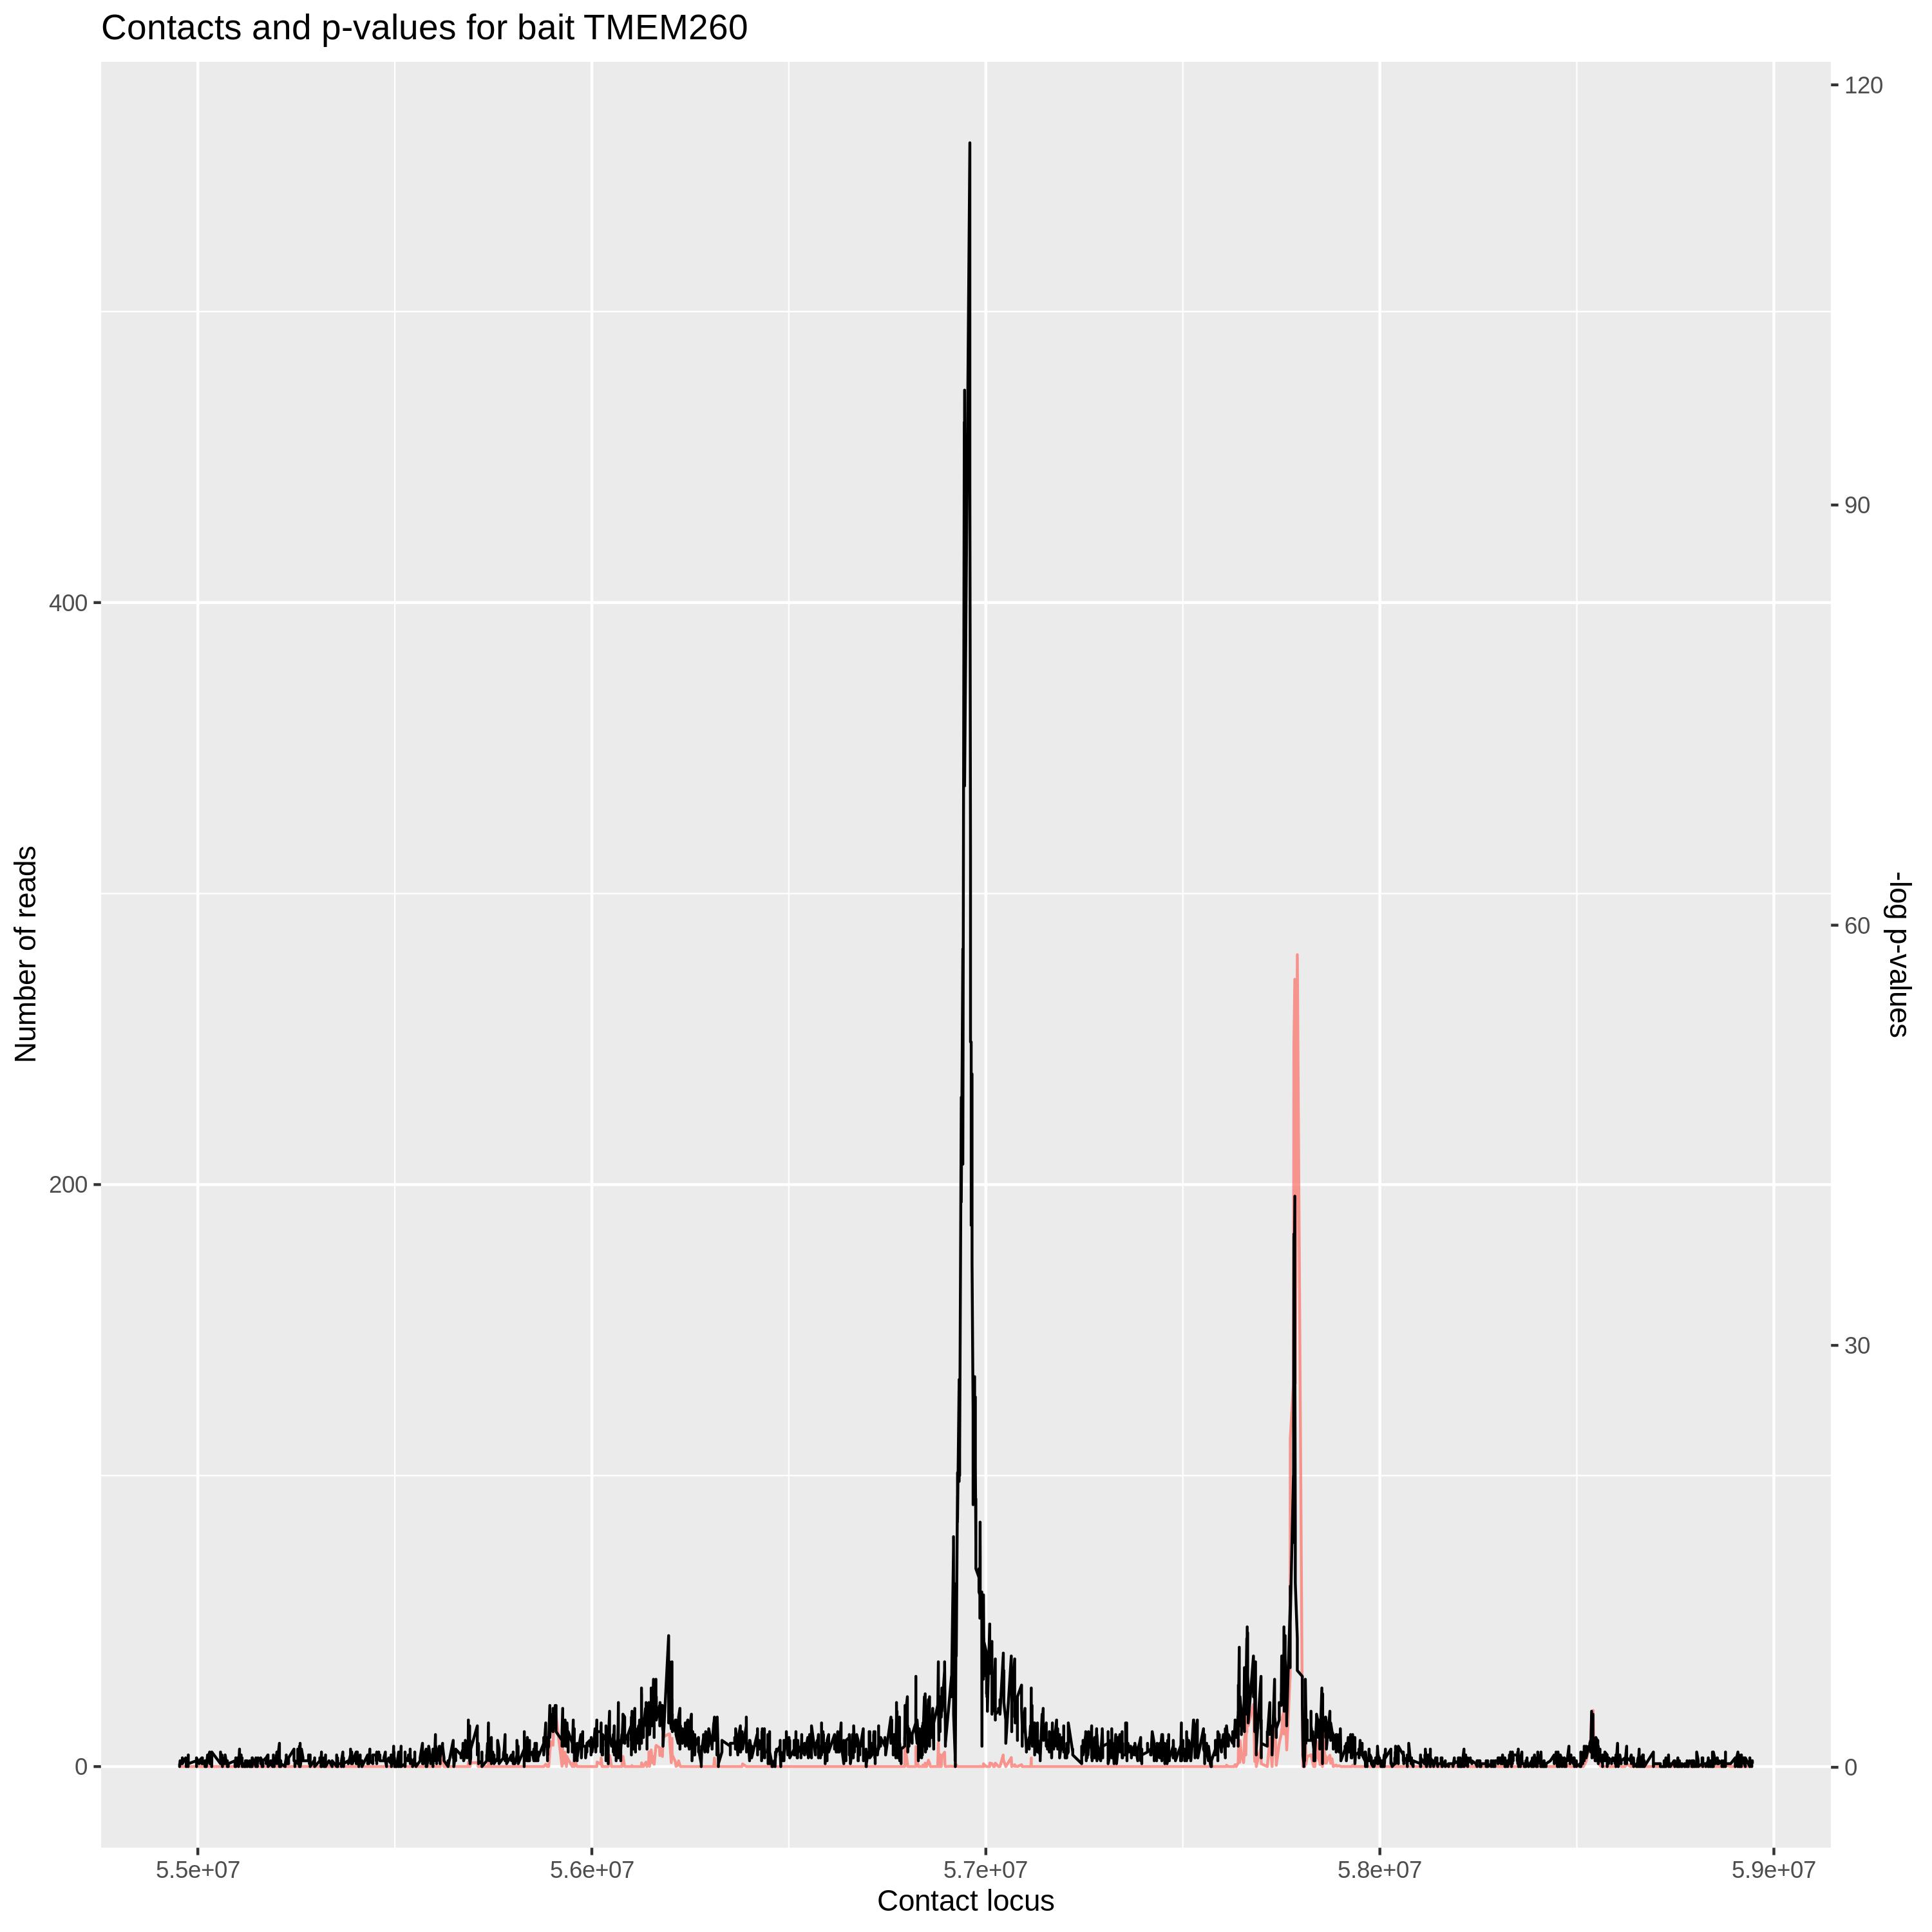 Contacts and p-values for bait TMEM260
120
90
400
60
Number of reads
-log p-values
200
30
0
0
5.5e+07
5.6e+07
5.7e+07
5.8e+07
5.9e+07
Contact locus